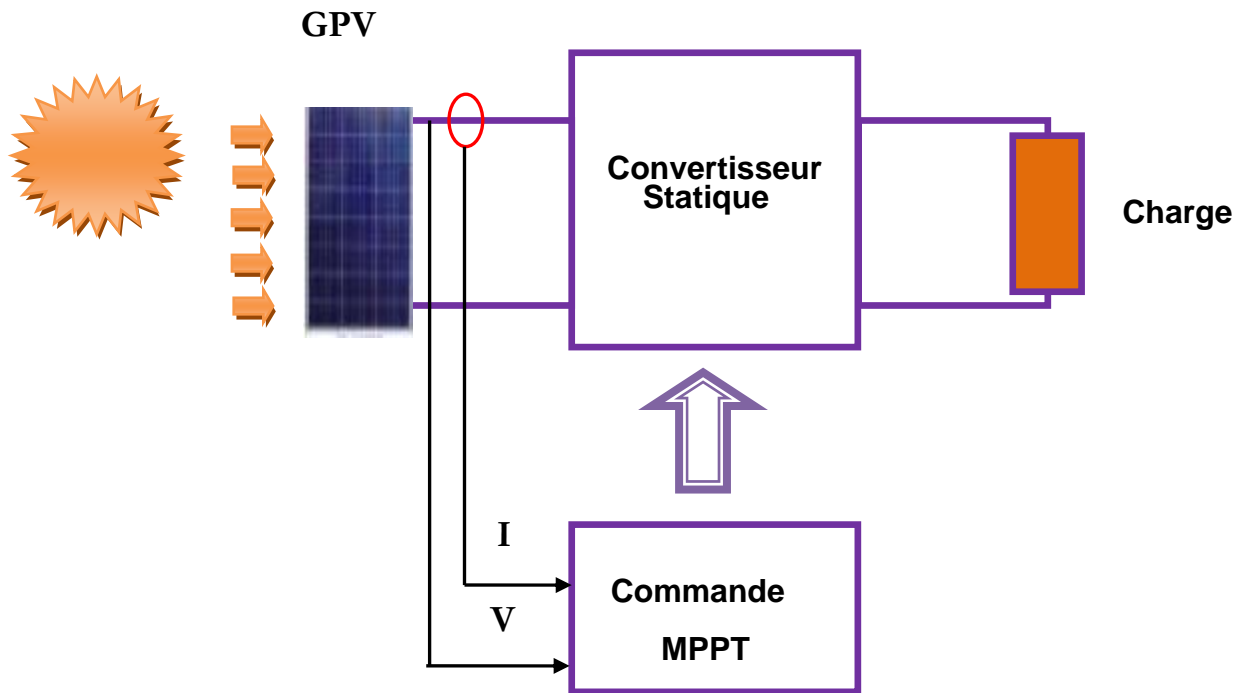 GPV
Convertisseur
Statique
Charge
I
V
Commande
MPPT